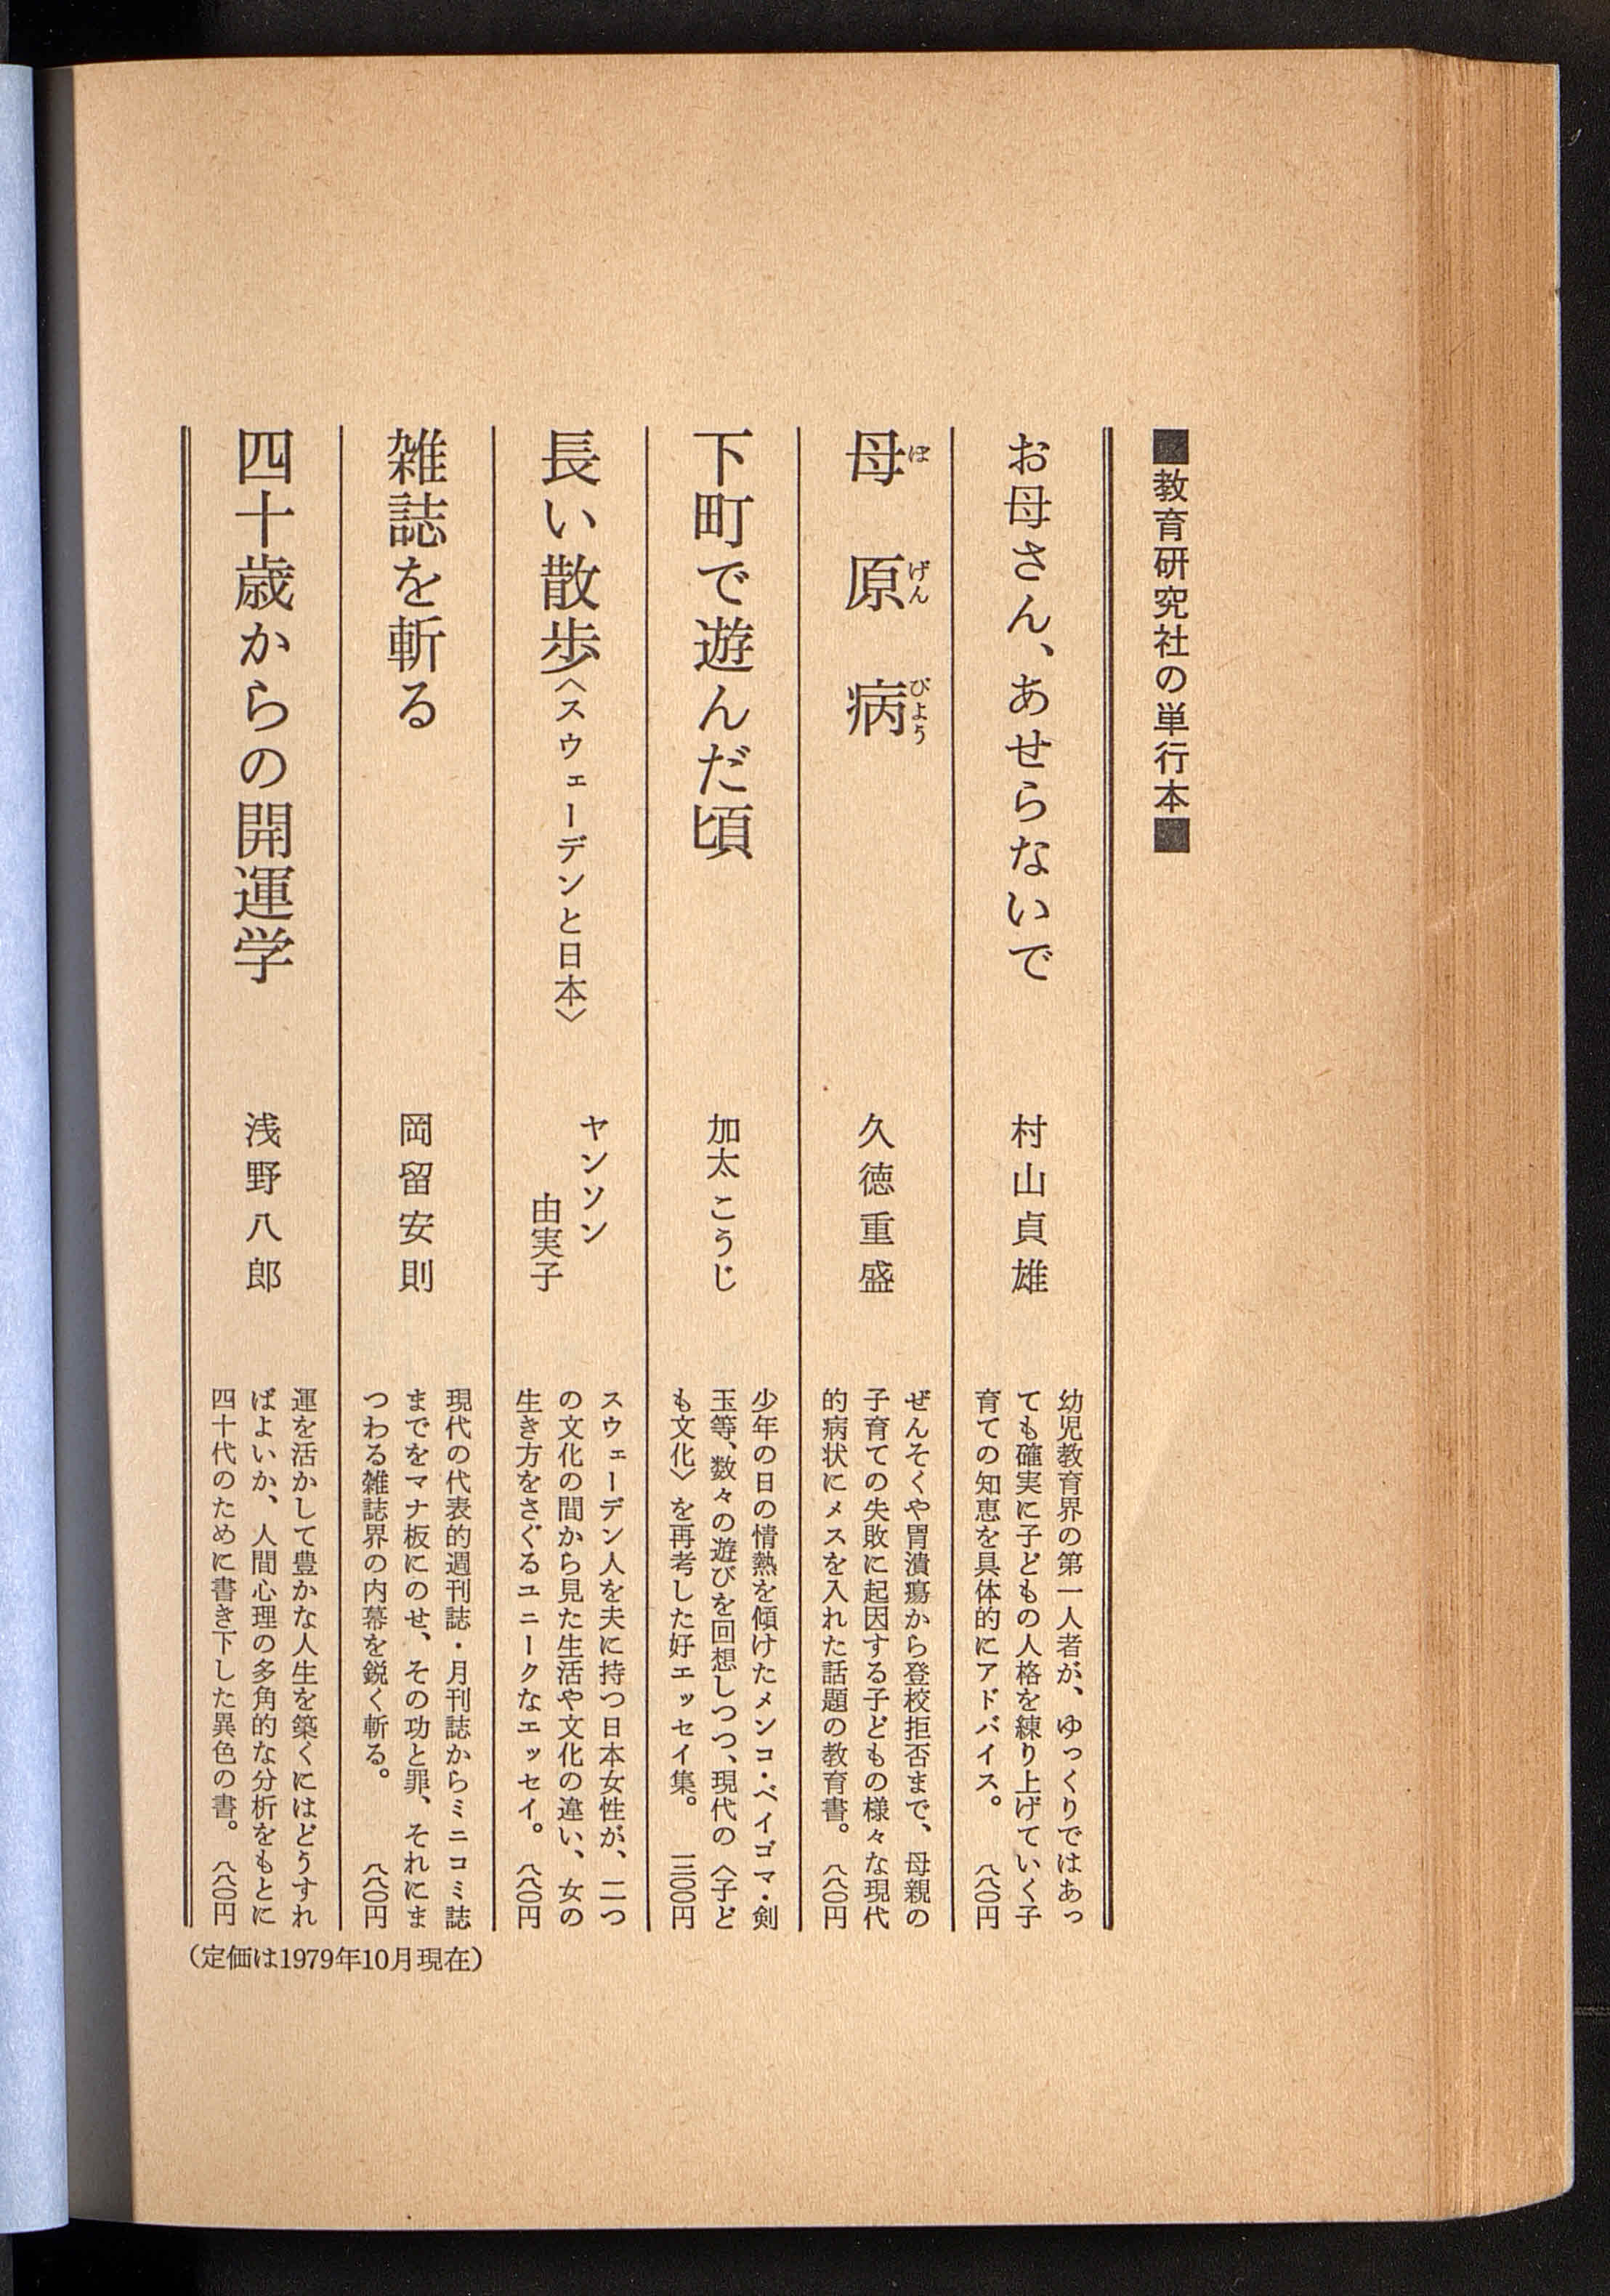 ■教育研究社の単行本■
お母さん、あせらないで
村山貞雄
幼児教育界の第一人者が、ゆっくりではあっ
ても確実に子どもの人格を練り上げていく子
育ての知恵を具体的にアドバイス。 八八〇円
母原病
ぼげんびょう
久徳重盛
ぜんそくや胃潰瘍から登校拒否まで、母親の
子育ての失敗に起因する子どもの様々な現代
的病状にメスを入れた話題の教育書。 八八〇円
下町で遊んだ頃
加太こうじ
少年の日の情熱を傾けたメンコ・ベイゴマ・剣
玉等、数々の遊びを回想しつつ、現代の〈子ど
も文化〉を再考した好エッセイ集。 一三〇〇円
長い散歩〈スウェーデンと日本〉
ヤンソン
由実子
スウェーデン人を夫に持つ日本女性が、二つ
の文化の間から見た生活や文化の違い、女の
生き方をさぐるユニークなエッセイ。 八八〇円
雑誌を斬る
岡留安則
現代の代表的週刊誌・月刊誌からミニコミ誌
までをマナ板にのせ、その功と罪、それにま
つわる雑誌界の内幕を鋭く斬る。 八八〇円
四十歳からの開運学
浅野八郎
運を活かして豊かな人生を築くにはどうすれ
ばよいか、人間心理の多角的な分析をもとに
四十代のために書き下した異色の書。 八八〇円
（定価は1979年10月現在）